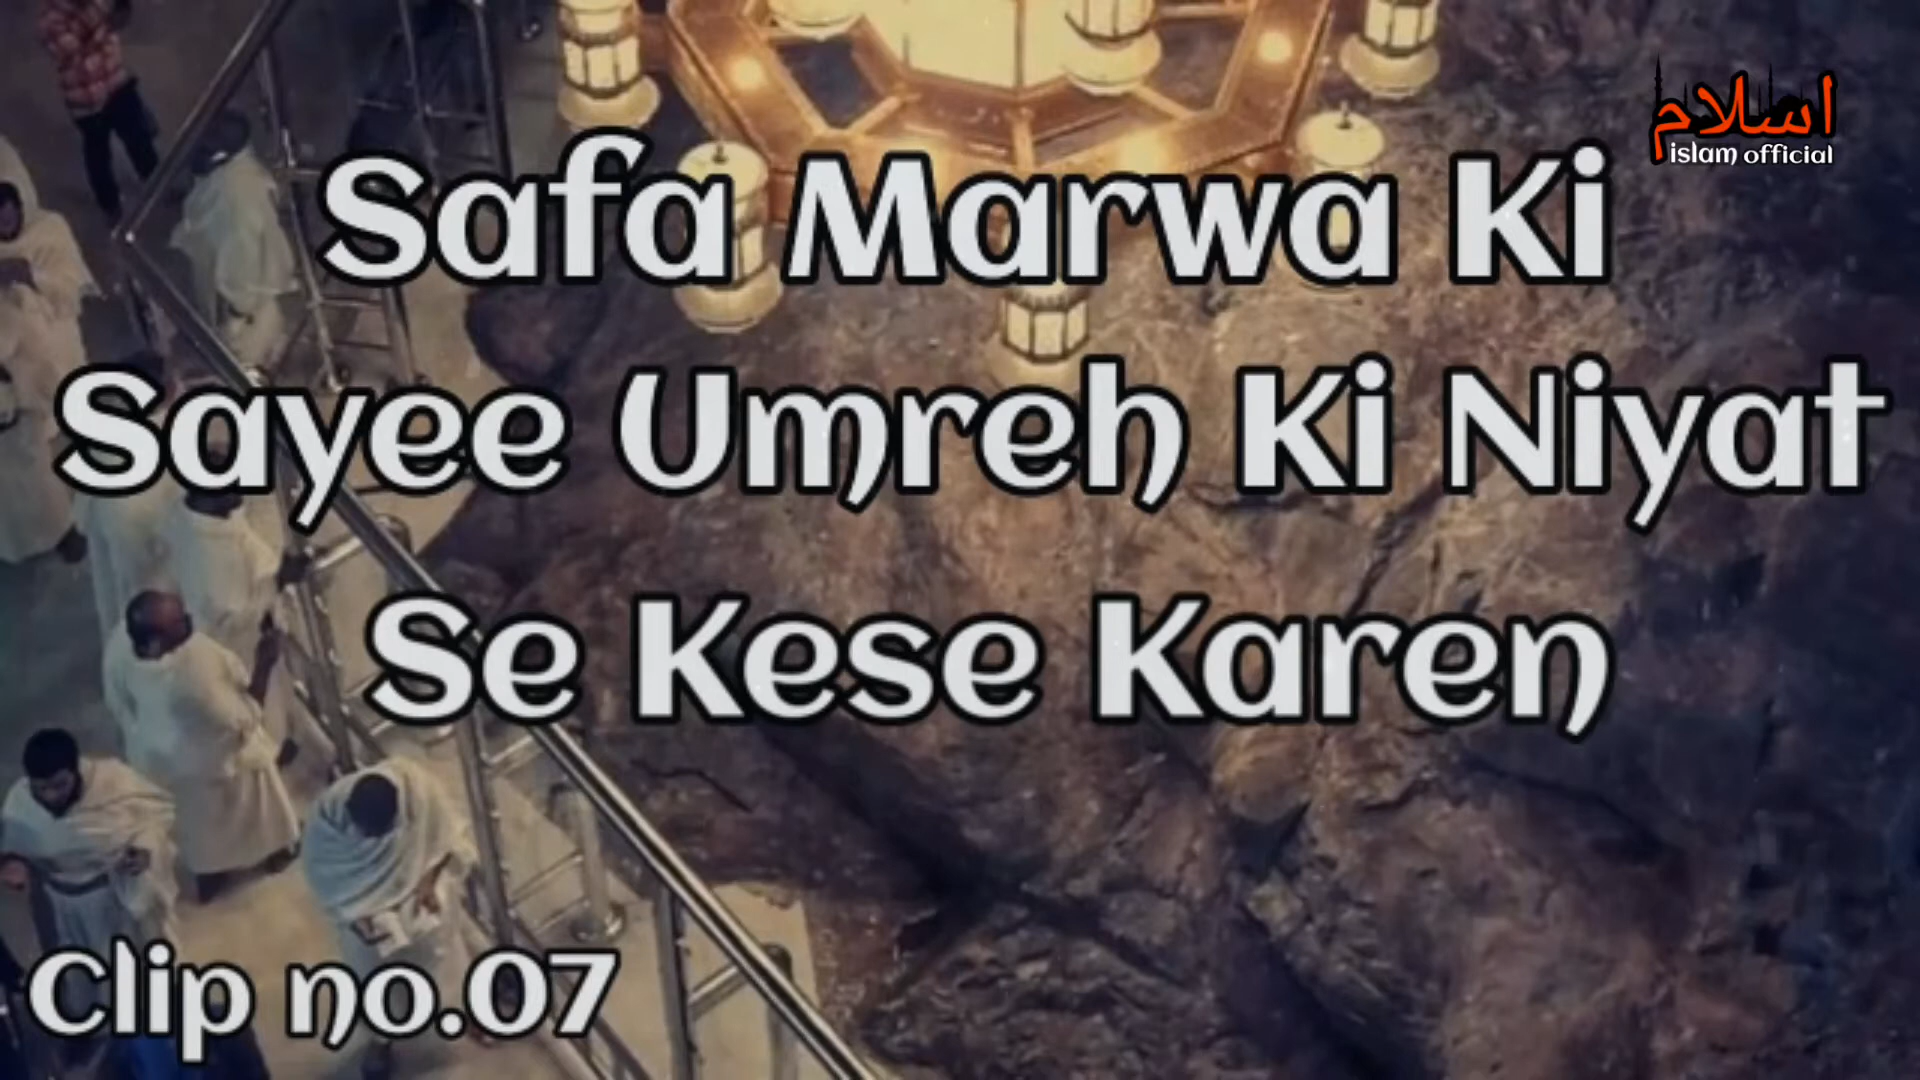 اسلام
islam official
Safa Marwa Ki
Sayee Umreh Ki Niyat
Se Kese Karen
Clip no.07